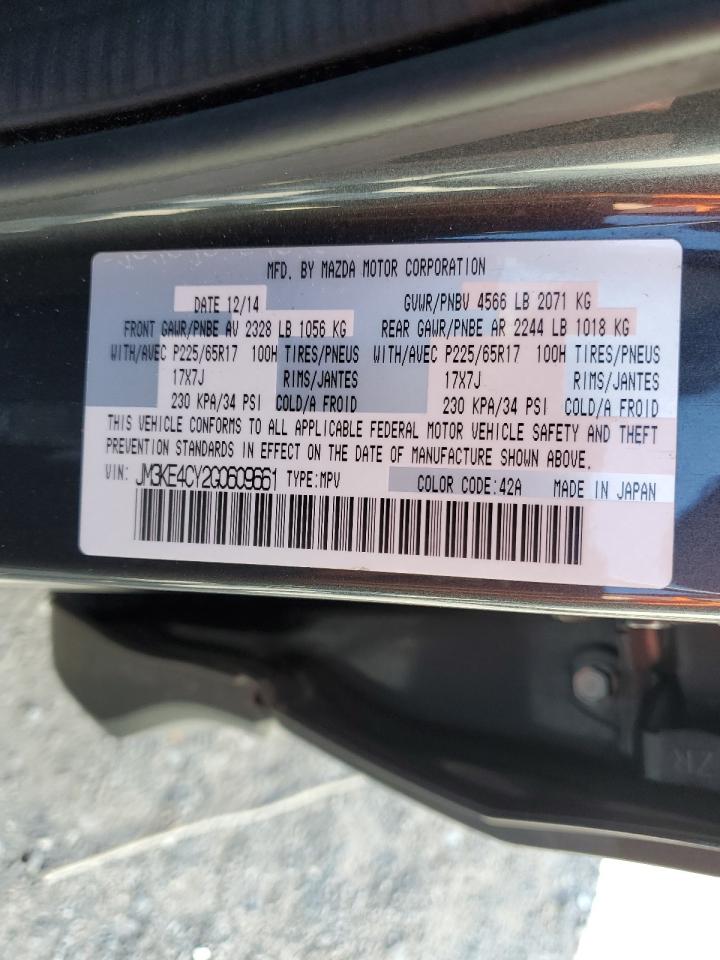 MFD. BY MAZDA MOTOR CORPORATION
DATE 12/14 GVWR/PNBV 4566 LB 2071 KG
FRONT GAWR/PNBE AV 2328 LB 1056 KG REAR GAWR/PNBE AR 2244 LB 1018 KG
WITH/AVEC P225/65R17 100H TIRES/PNEUS WITH/AVEC P225/65R17 100H TIRES/PNEUS
17X7J RIMS/JANTES 17X7J RIMS/JANTES
230 KPA/34 PSI COLD/A FROID 230 KPA/34 PSI COLD/A FROID
THIS VEHICLE CONFORMS TO ALL APPLICABLE FEDERAL MOTOR VEHICLE SAFETY AND THEFT
PREVENTION STANDARDS IN EFFECT ON THE DATE OF MANUFACTURE SHOWN ABOVE.
VIN: JM3KE4CY2G0609661 TYPE:MPV COLOR CODE:42A MADE IN JAPAN